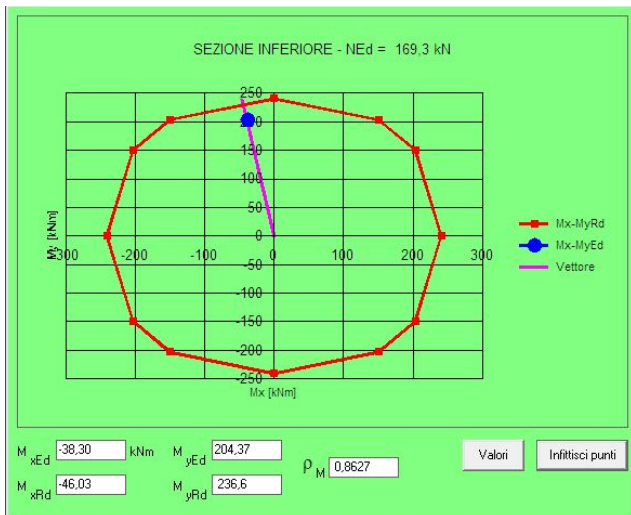 SEZIONE INFERIORE - NEd = 169,3 kN
250
200
150
100
50
0
-50
-100
-150
-200
-250
-300 -200 -100 0 100 200 300
My [kNm]
Mx [kNm]
Mx-MyRd
Mx-MyEd
Vettore
M xEd -38,30 kNm M yEd 204,37
ρ M 0,8627
Valori Infittisci punti
M xRd -46,03 M yRd 236,6